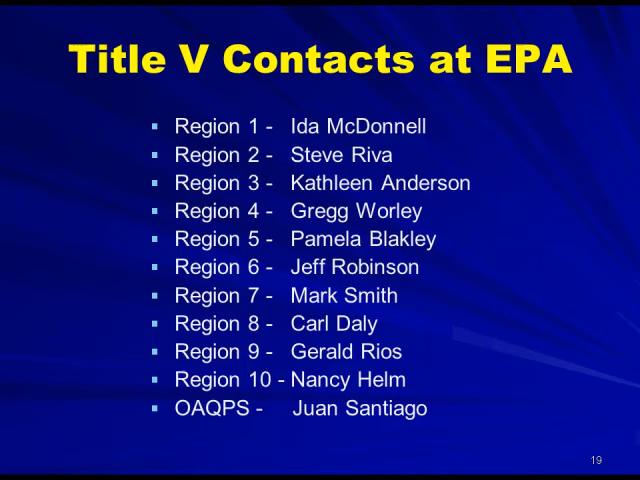 Title V Contacts at EPA
▪ Region 1 - Ida McDonnell
▪ Region 2 - Steve Riva
▪ Region 3 - Kathleen Anderson
▪ Region 4 - Gregg Worley
▪ Region 5 - Pamela Blakley
▪ Region 6 - Jeff Robinson
▪ Region 7 - Mark Smith
▪ Region 8 - Carl Daly
▪ Region 9 - Gerald Rios
▪ Region 10 - Nancy Helm
▪ OAQPS - Juan Santiago
19